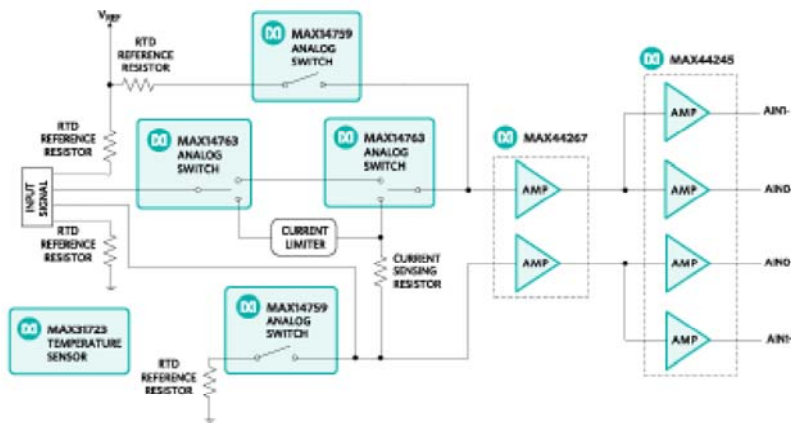 VREF
RTD
REFERENCE
RESISTOR
MAX14759
ANALOG
SWITCH
MAX44245
RTD
REFERENCE
RESISTOR
MAX14763
ANALOG
SWITCH
MAX14763
ANALOG
SWITCH
MAX44267
AMP
AIN1-
INPUT
SIGNAL
AMP
AMP
AIN0
RTD
REFERENCE
RESISTOR
CURRENT
LIMITER
CURRENT
SENSING
RESISTOR
AMP
AMP
AIN0
MAX31723
TEMPERATURE
SENSOR
MAX14759
ANALOG
SWITCH
RTD
REFERENCE
RESISTOR
AMP
AIN1-